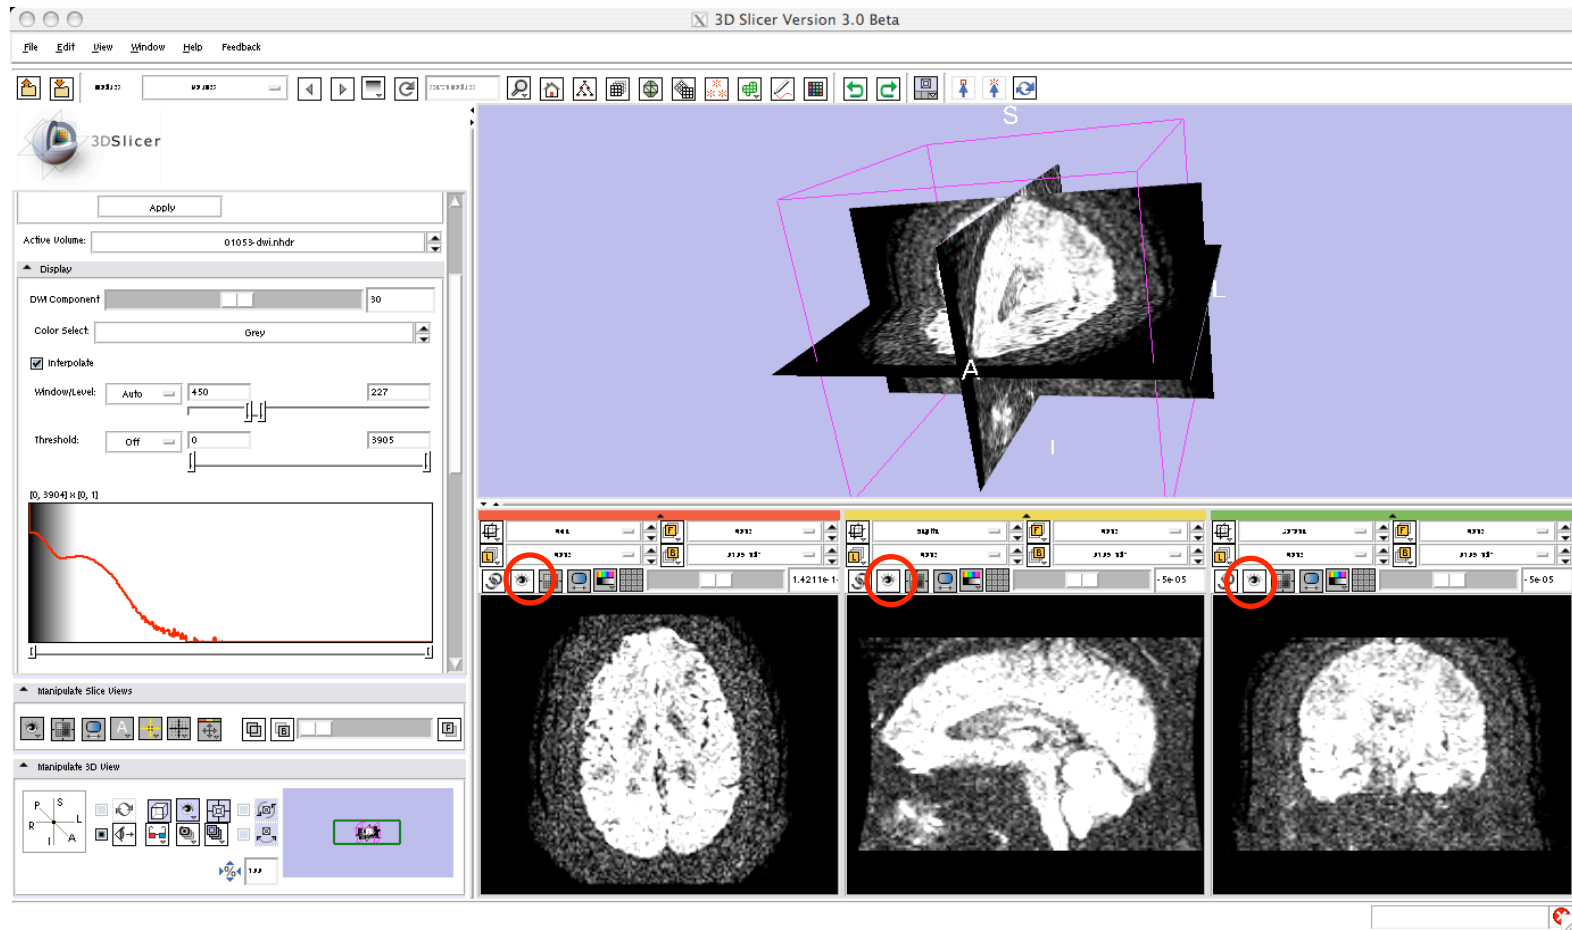 3D Slicer Version 3.0 Beta
File Edit View Window Help Feedback
3DSlicer
Apply
Active Volume: 01053-dwi.nhdr
Display
DWI Component 30
Color Select: Grey
Interpolate
Window/Level: Auto 450 227
Threshold: Off 0 3905
[0, 3904] x [0, 1]
Manipulate Slice Views
A
B
F
Manipulate 3D View
P S
R L
I A
%
S
L
A
I
F
L B
1.4211e-1
F
L B
-5e-05
F
L B
-5e-05